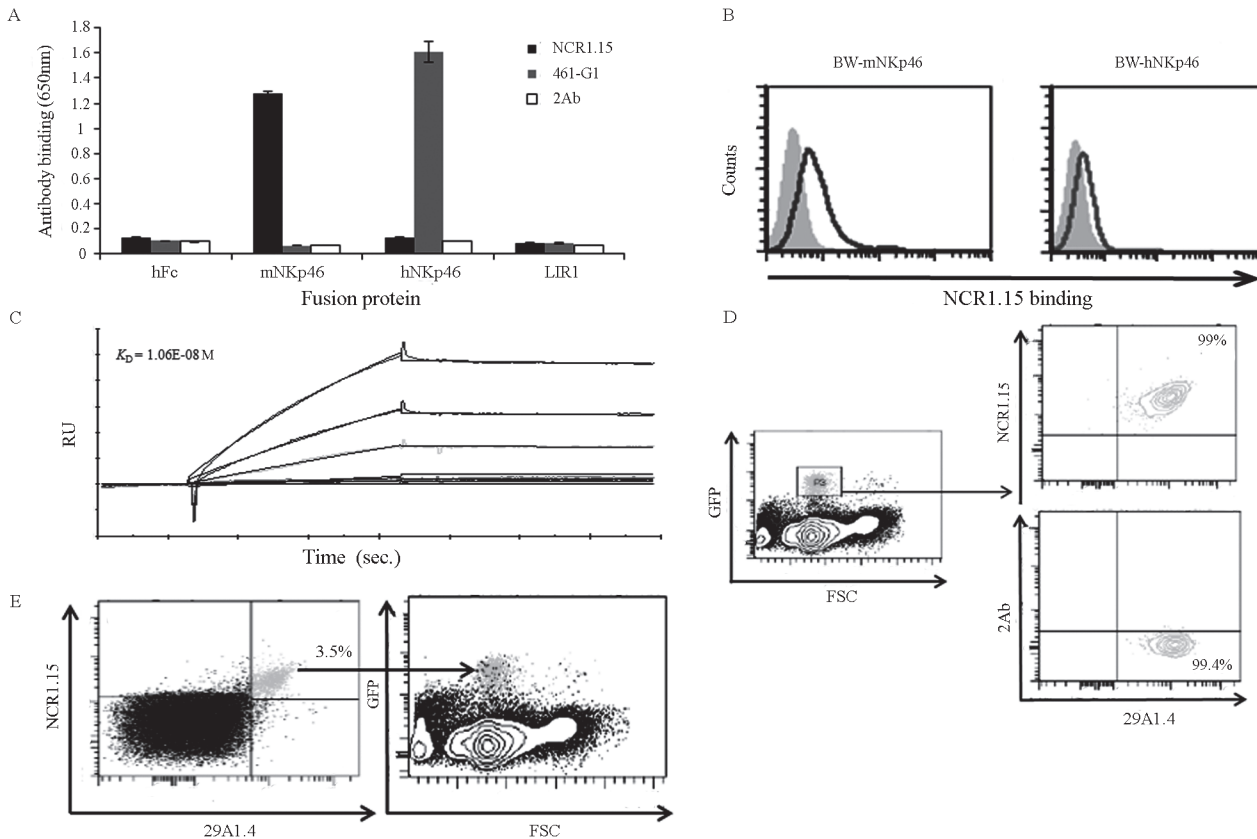 A
Antibody binding (650nm)
1.8
1.6
1.4
1.2
1
0.8
0.6
0.4
0.2
0
NCR1.15
461-G1
2Ab
hFc
mNKp46
hNKp46
LIR1
Fusion protein
B
BW-mNKp46
BW-hNKp46
Counts
NCR1.15 binding
C
KD = 1.06E-08 M
RU
Time (sec.)
D
GFP
P3
FSC
NCR1.15
99%
2Ab
99.4%
29A1.4
E
NCR1.15
3.5%
29A1.4
GFP
FSC